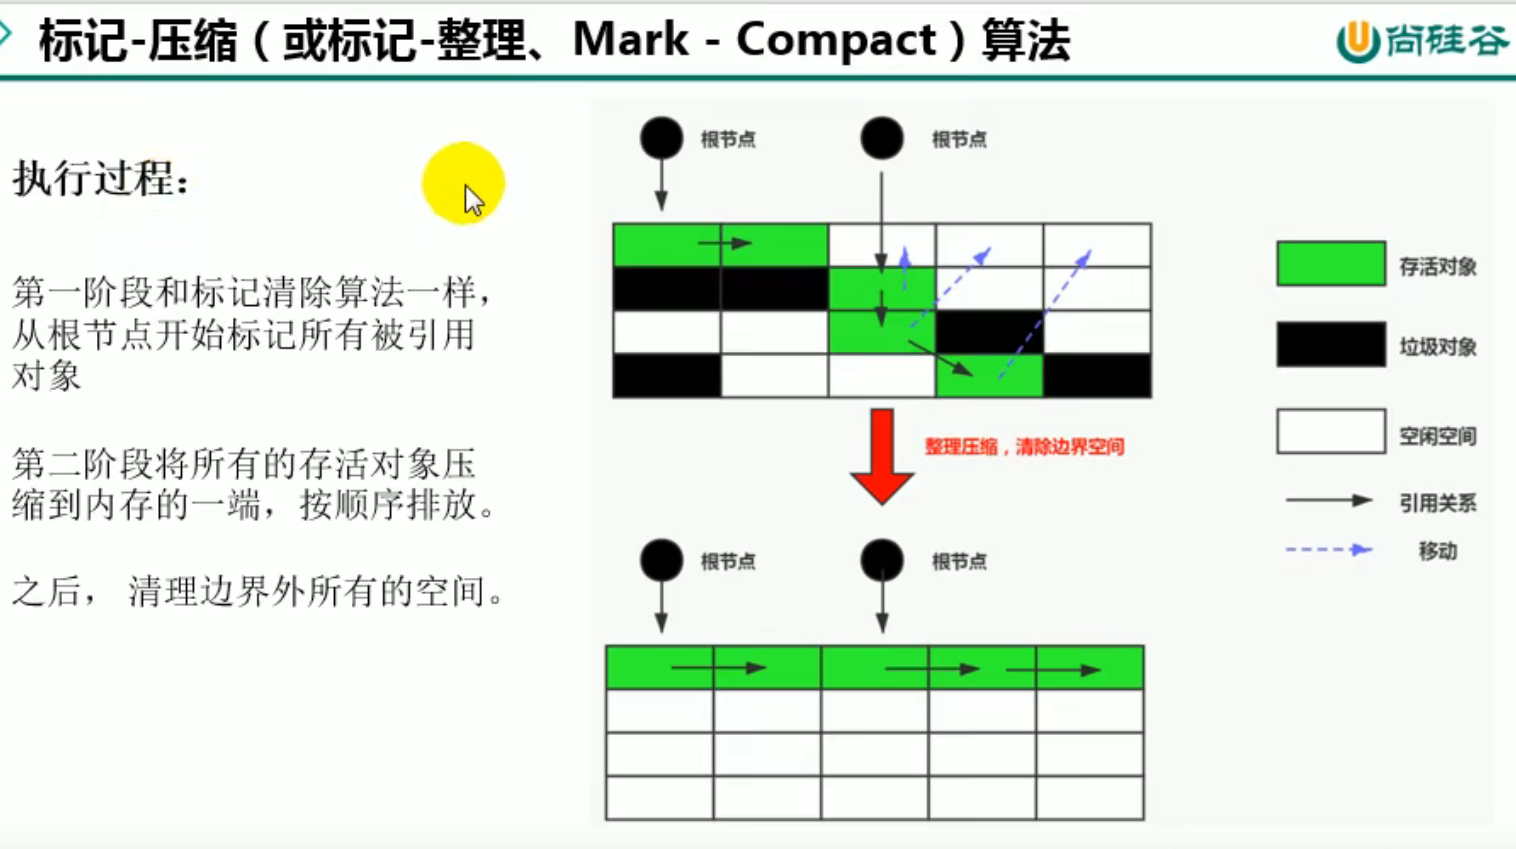 标记-压缩（或标记-整理、Mark - Compact）算法
尚硅谷
执行过程：
第一阶段和标记清除算法一样，
从根节点开始标记所有被引用
对象
第二阶段将所有的存活对象压
缩到内存的一端，按顺序排放。
之后， 清理边界外所有的空间。
根节点
根节点
整理压缩，清除边界空间
根节点
根节点
存活对象
垃圾对象
空闲空间
引用关系
移动